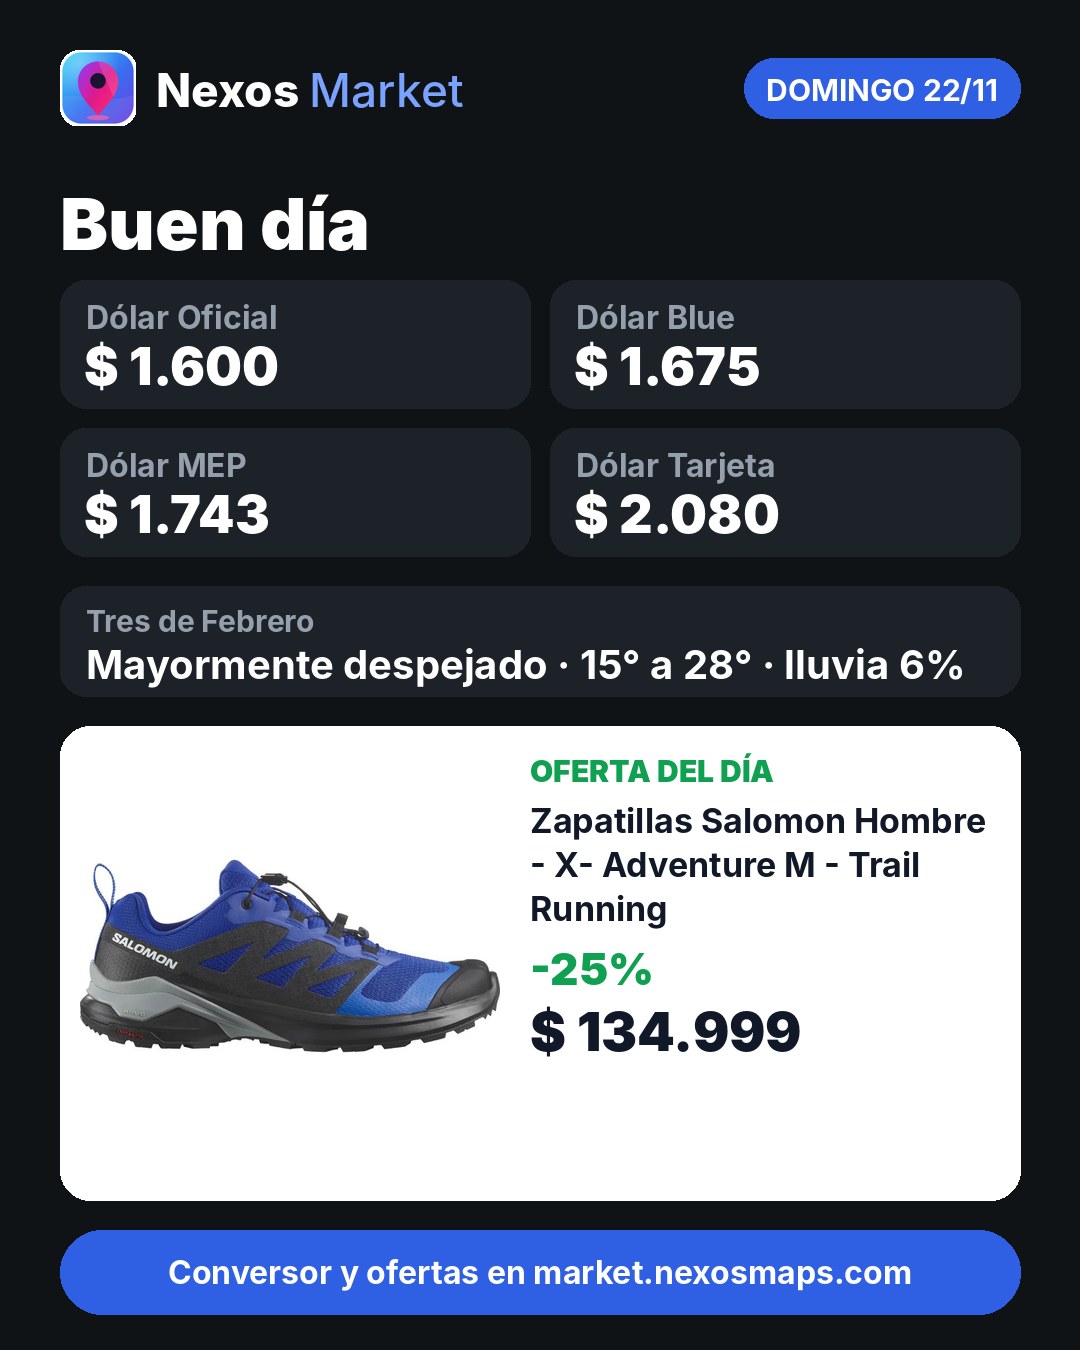 Nexos Market
DOMINGO 22/11
Buen día
Dólar Oficial
$ 1.600
Dólar Blue
$ 1.675
Dólar MEP
$ 1.743
Dólar Tarjeta
$ 2.080
Tres de Febrero
Mayormente despejado · 15° a 28° · lluvia 6%
SALOMON
OFERTA DEL DÍA
Zapatillas Salomon Hombre
- X- Adventure M - Trail
Running
-25%
$ 134.999
Conversor y ofertas en market.nexosmaps.com